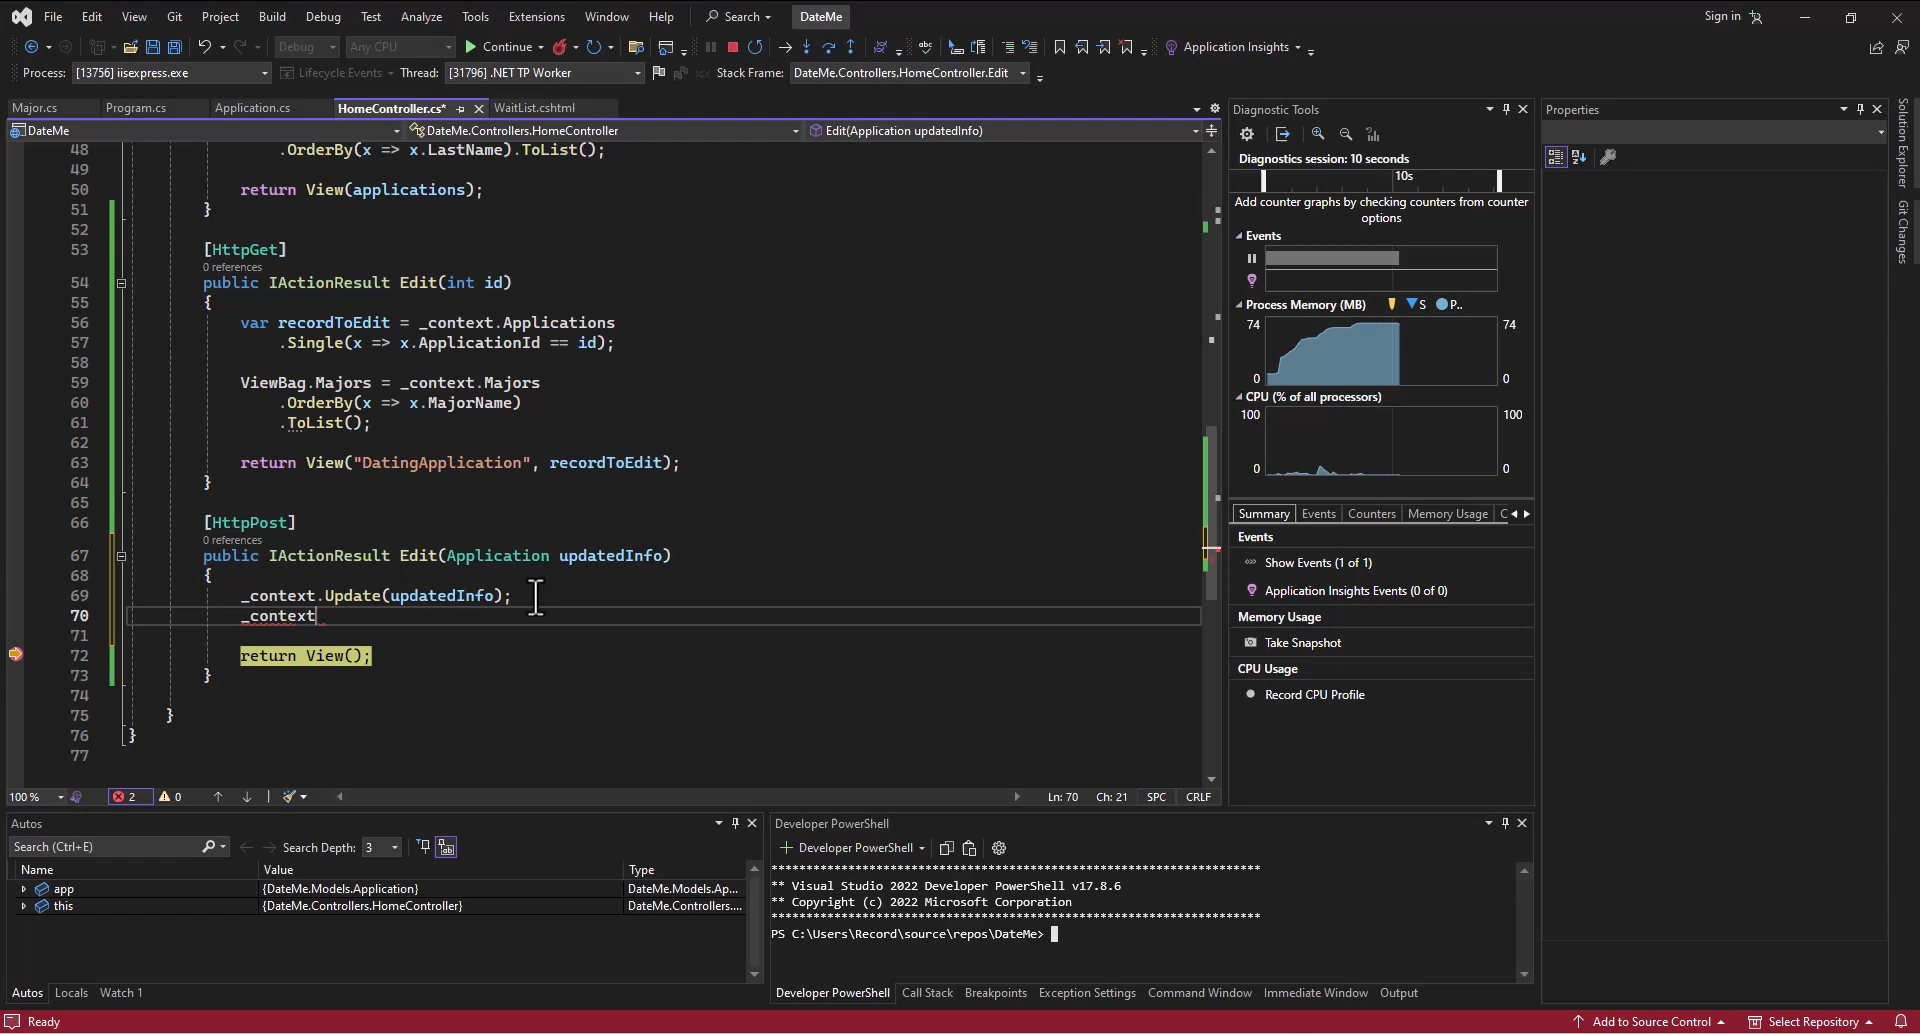 File Edit View Git Project Build Debug Test Analyze Tools Extensions Window Help Search DateMe Sign in
Debug Any CPU Continue Application Insights
Process: [13756] iisexpress.exe Lifecycle Events Thread: [31796] .NET TP Worker Stack Frame: DateMe.Controllers.HomeController.Edit
Major.cs Program.cs Application.cs HomeController.cs* WaitList.cshtml
DateMe DateMe.Controllers.HomeController Edit(Application updatedInfo)
48 .OrderBy(x => x.LastName).ToList();
49
50 return View(applications);
51 }
52
53 [HttpGet]
0 references
54 public IActionResult Edit(int id)
55 {
56 var recordToEdit = _context.Applications
57 .Single(x => x.ApplicationId == id);
58
59 ViewBag.Majors = _context.Majors
60 .OrderBy(x => x.MajorName)
61 .ToList();
62
63 return View("DatingApplication", recordToEdit);
64 }
65
66 [HttpPost]
0 references
67 public IActionResult Edit(Application updatedInfo)
68 {
69 _context.Update(updatedInfo);
70 _context
71
72 return View();
73 }
74
75 }
76 }
77
100 % 2 0 Ln: 70 Ch: 21 SPC CRLF
Diagnostic Tools
Diagnostics session: 10 seconds
10s
Add counter graphs by checking counters from counter
options
Events
Process Memory (MB) S P..
74 74
0 0
CPU (% of all processors)
100 100
0 0
Summary Events Counters Memory Usage C
Events
Show Events (1 of 1)
Application Insights Events (0 of 0)
Memory Usage
Take Snapshot
CPU Usage
Record CPU Profile
Properties
Solution Explorer
Git Changes
Autos
Search (Ctrl+E) Search Depth: 3
Name Value Type
app {DateMe.Models.Application} DateMe.Models.Ap...
this {DateMe.Controllers.HomeController} DateMe.Controllers....
Autos Locals Watch 1
Developer PowerShell
Developer PowerShell
**********************************************************************
** Visual Studio 2022 Developer PowerShell v17.8.6
** Copyright (c) 2022 Microsoft Corporation
**********************************************************************
PS C:\Users\Record\source\repos\DateMe>
Developer PowerShell Call Stack Breakpoints Exception Settings Command Window Immediate Window Output
Ready Add to Source Control Select Repository